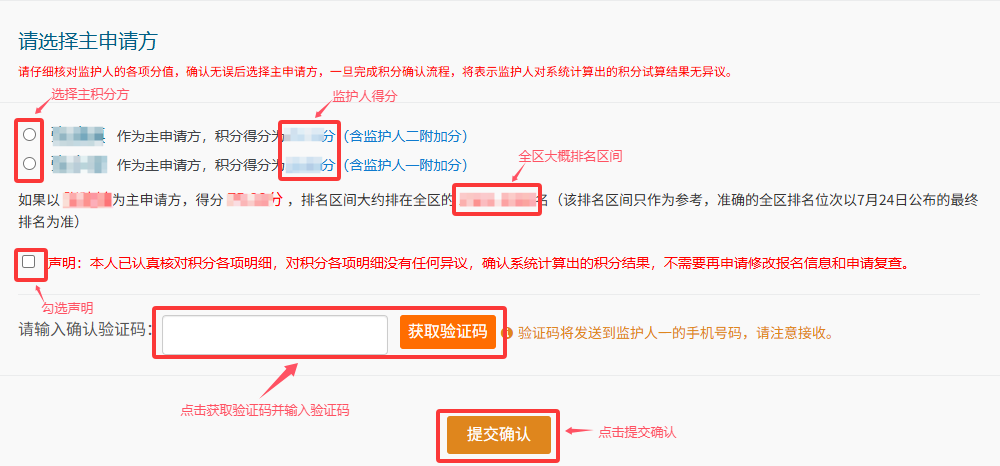 请选择主申请方
请仔细核对监护人的各项分值，确认无误后选择主申请方，一旦完成积分确认流程，将表示监护人对系统计算出的积分试算结果无异议。
选择主积分方
监护人得分
作为主申请方，积分得分为 分（含监护人二附加分）
作为主申请方，积分得分为 分（含监护人一附加分）
全区大概排名区间
如果以 为主申请方，得分 分 ，排名区间大约排在全区的 名（该排名区间只作为参考，准确的全区排名位次以7月24日公布的最终
排名为准）
声明：本人已认真核对积分各项明细，对积分各项明细没有任何异议，确认系统计算出的积分结果，不需要再申请修改报名信息和申请复查。
勾选声明
请输入确认验证码： 获取验证码 验证码将发送到监护人一的手机号码，请注意接收。
点击获取验证码并输入验证码
提交确认 点击提交确认